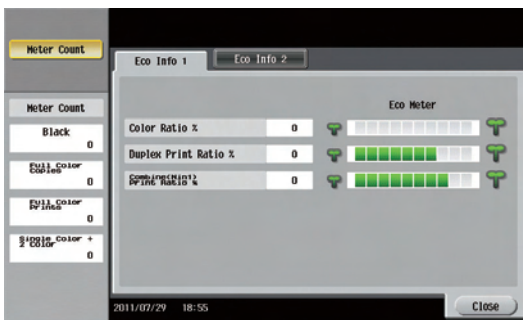 Meter Count
Eco Info 1
Eco Info 2
Meter Count
Black
0
Full Color
Copies
0
Full Color
Prints
0
Single Color +
2 Color
0
Eco Meter
Color Ratio %
0
Duplex Print Ratio %
0
Combine(Nin1)
Print Ratio %
0
2011/07/29 18:55
Close